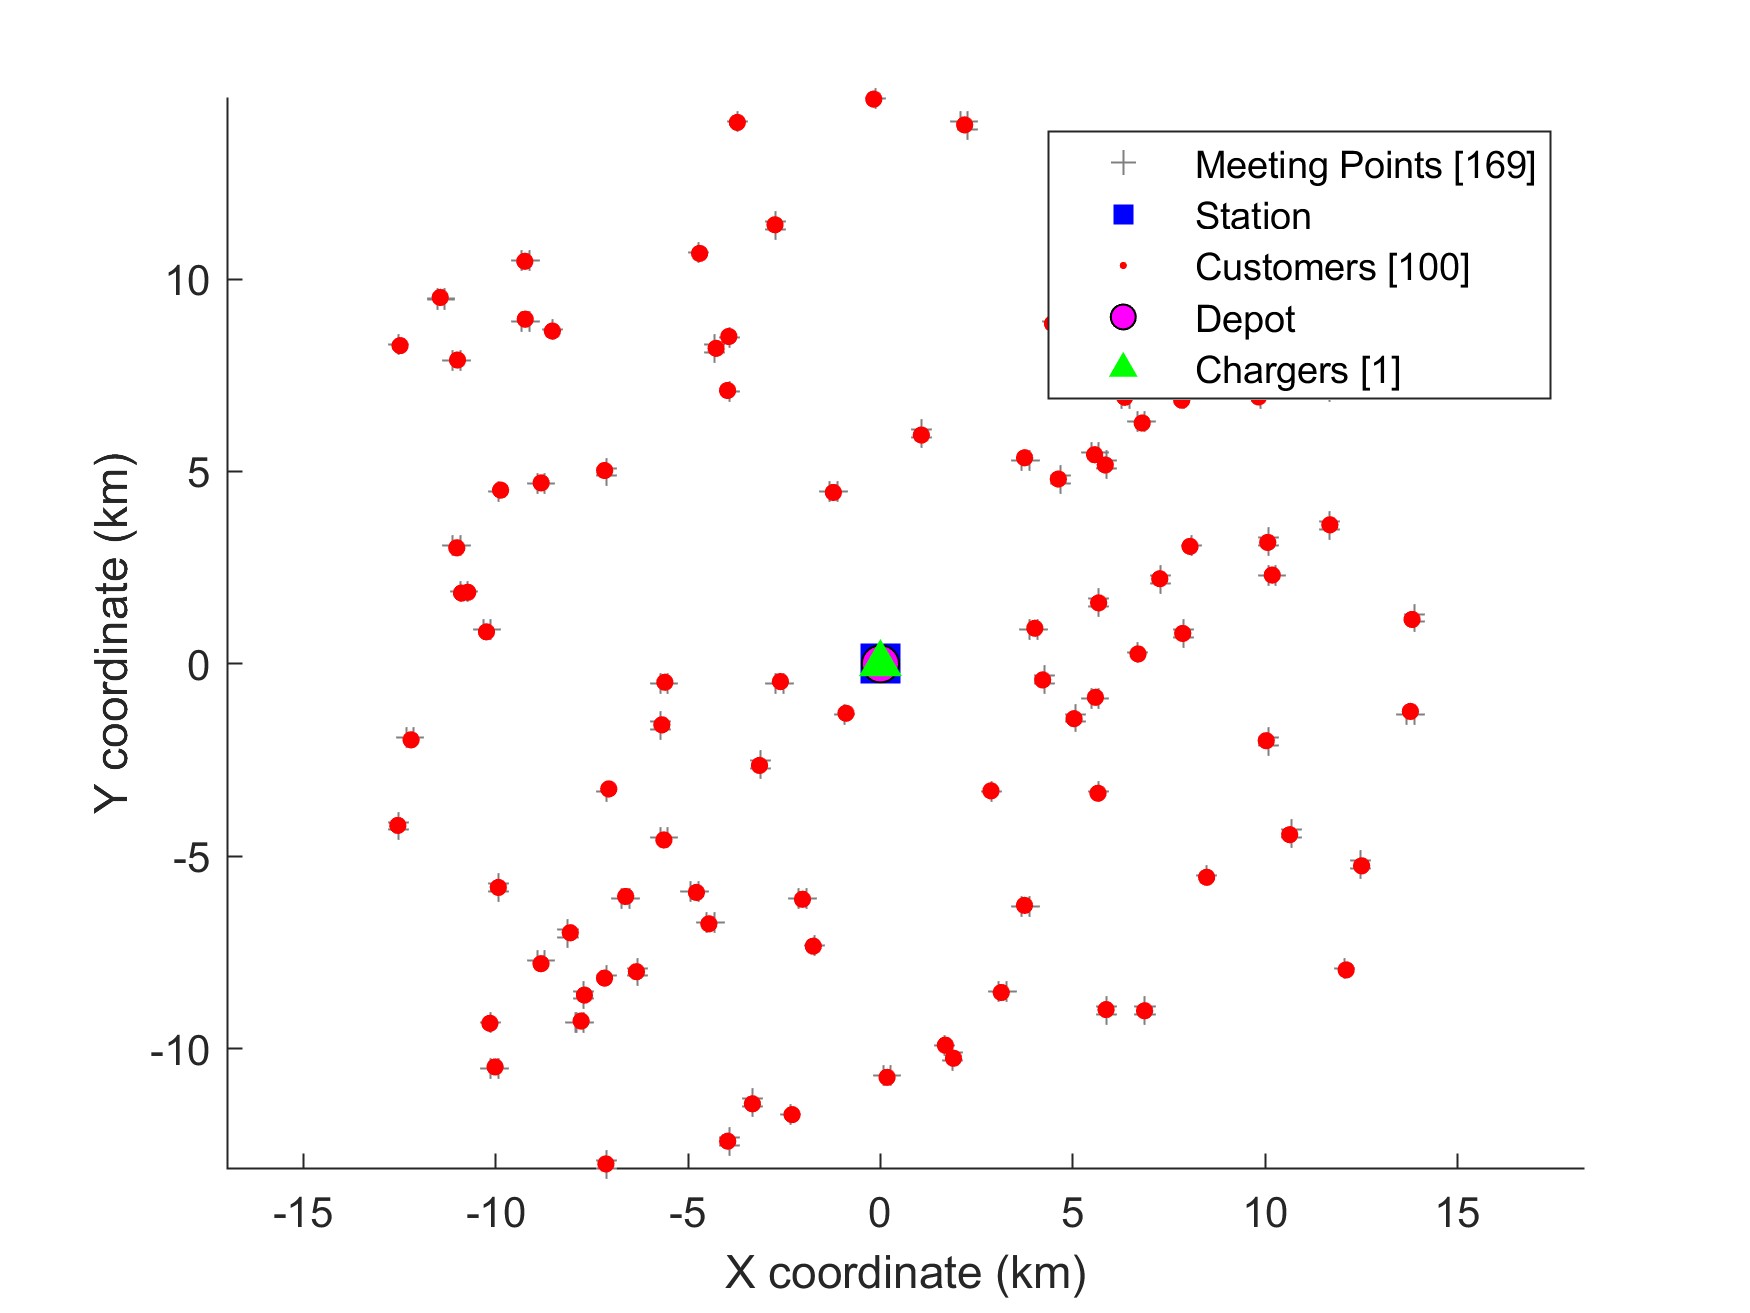 Meeting Points [169]
Station
Customers [100]
Depot
Chargers [1]
10
5
0
-5
-10
Y coordinate (km)
-15 -10 -5 0 5 10 15
X coordinate (km)